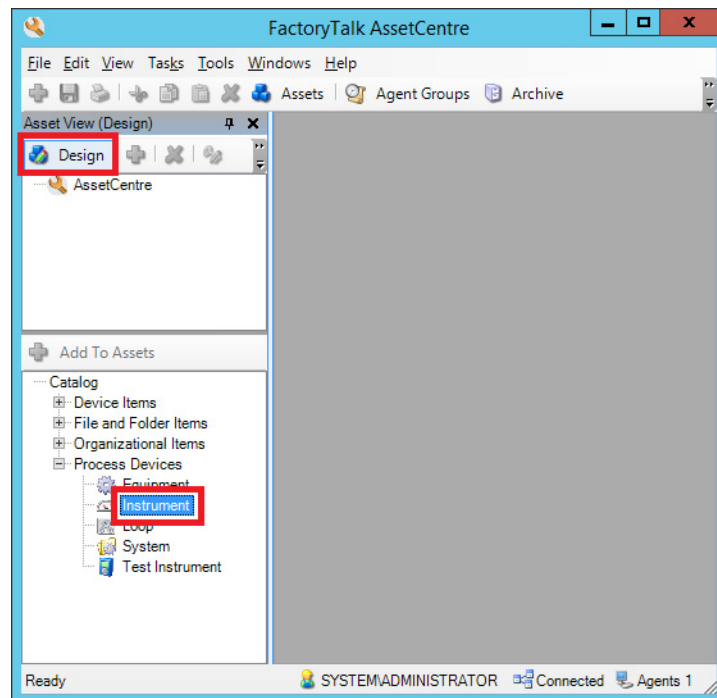 FactoryTalk AssetCentre
File Edit View Tasks Tools Windows Help
Assets Agent Groups Archive
Asset View (Design)
Design
AssetCentre
Add To Assets
Catalog
Device Items
File and Folder Items
Organizational Items
Process Devices
Equipment
Instrument
Loop
System
Test Instrument
Ready SYSTEM\ADMINISTRATOR Connected Agents 1